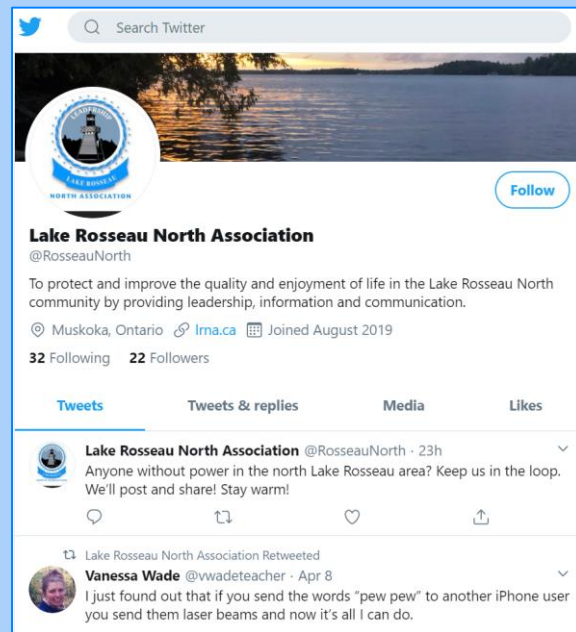 Search Twitter
LEADERSHIP
LAKE ROSSEAU
NORTH ASSOCIATION
Follow
Lake Rosseau North Association
@RosseauNorth
To protect and improve the quality and enjoyment of life in the Lake Rosseau North
community by providing leadership, information and communication.
Muskoka, Ontario lrna.ca Joined August 2019
32 Following 22 Followers
Tweets Tweets & replies Media Likes
Lake Rosseau North Association @RosseauNorth · 23h
Anyone without power in the north Lake Rosseau area? Keep us in the loop.
We'll post and share! Stay warm!
Lake Rosseau North Association Retweeted
Vanessa Wade @vwadeteacher · Apr 8
I just found out that if you send the words "pew pew" to another iPhone user
you send them laser beams and now it's all I can do.